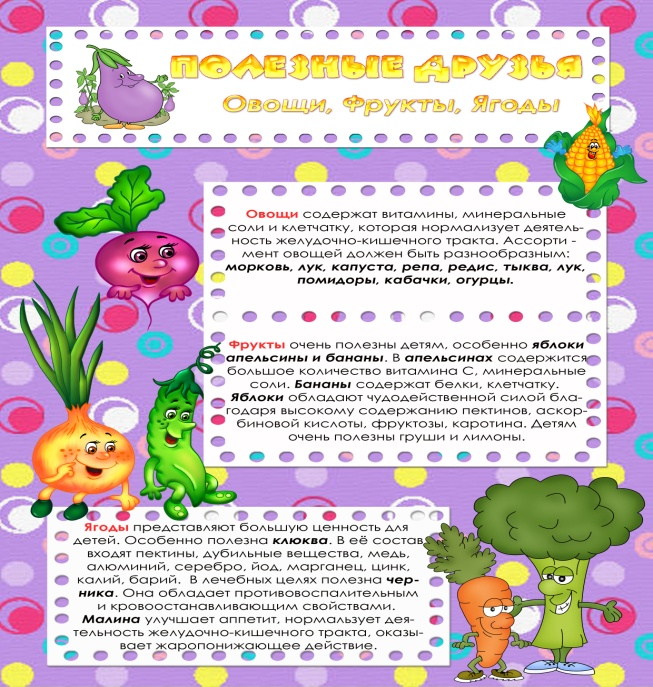 ПОЛЕЗНЫЕ ДРУЗЬЯ
Овощи, Фрукты, Ягоды
Овощи содержат витамины, минеральные
соли и клетчатку, которая нормализует деятель-
ность желудочно-кишечного тракта. Ассорти -
мент овощей должен быть разнообразным:
морковь, лук, капуста, репа, редис, тыква, лук,
помидоры, кабачки, огурцы.
Фрукты очень полезны детям, особенно яблоки
апельсины и бананы. В апельсинах содержится
большое количество витамина С, минеральные
соли. Бананы содержат белки, клетчатку.
Яблоки обладают чудодейственной силой бла-
годаря высокому содержанию пектинов, аскор-
биновой кислоты, фруктозы, каротина. Детям
очень полезны груши и лимоны.
Ягоды представляют большую ценность для
детей. Особенно полезна клюква. В её состав
входят пектины, дубильные вещества, медь,
алюминий, серебро, йод, марганец, цинк,
калий, барий. В лечебных целях полезна чер-
ника. Она обладает противовоспалительным
и кровоостанавливающим свойствами.
Малина улучшает аппетит, нормальзует дея-
тельность желудочно-кишечного тракта, оказы-
вает жаропонижающее действие.